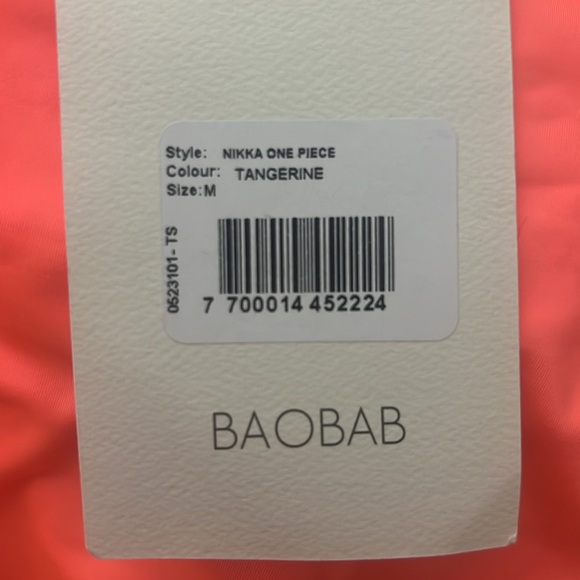 Style: NIKKA ONE PIECE
Colour: TANGERINE
Size:M
0523101-TS
7 700014 452224
BAOBAB